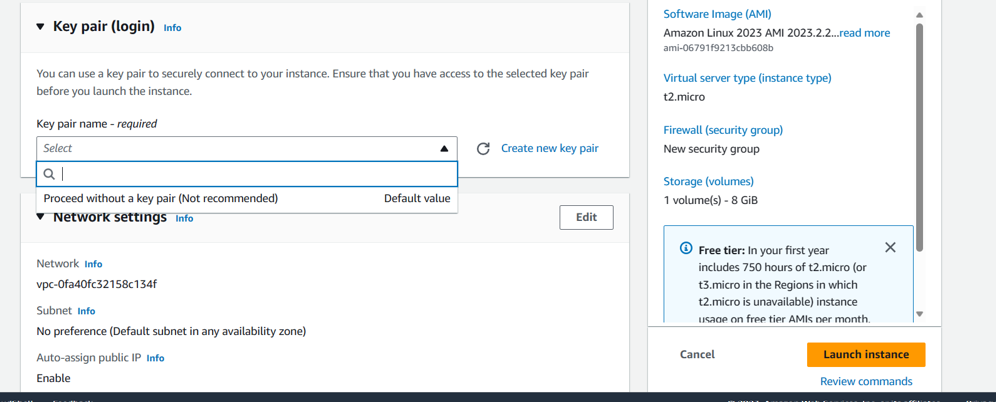 Key pair (login) Info
You can use a key pair to securely connect to your instance. Ensure that you have access to the selected key pair
before you launch the instance.
Key pair name - required
Select
Create new key pair
Proceed without a key pair (Not recommended) Default value
Network settings Info
Edit
Network Info
vpc-0fa40fc32158c134f
Subnet Info
No preference (Default subnet in any availability zone)
Auto-assign public IP Info
Enable
Software Image (AMI)
Amazon Linux 2023 AMI 2023.2.2...read more
ami-06791f9213cbb608b
Virtual server type (instance type)
t2.micro
Firewall (security group)
New security group
Storage (volumes)
1 volume(s) - 8 GiB
Free tier: In your first year
includes 750 hours of t2.micro (or
t3.micro in the Regions in which
t2.micro is unavailable) instance
usage on free tier AMIs per month,
Cancel
Launch instance
Review commands